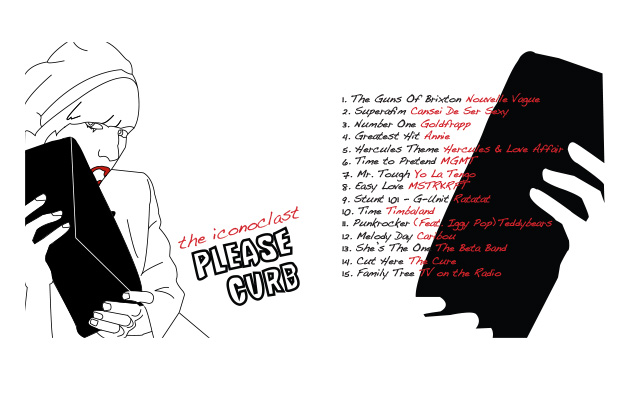 the iconoclast
PLEASE
CURB
1. The Guns Of Brixton Nouvelle Vague
2. Superafim Cansei De Ser Sexy
3. Number One Goldfrapp
4. Greatest Hit Annie
5. Hercules Theme Hercules & Love Affair
6. Time to Pretend MGMT
7. Mr. Tough Yo La Tengo
8. Easy Love MSTRKRFT
9. Stunt 101 - G-Unit Ratatat
10. Time Timbaland
11. Punkrocker (Feat. Iggy Pop) Teddybears
12. Melody Day Caribou
13. She's The One The Beta Band
14. Cut Here The Cure
15. Family Tree TV on the Radio